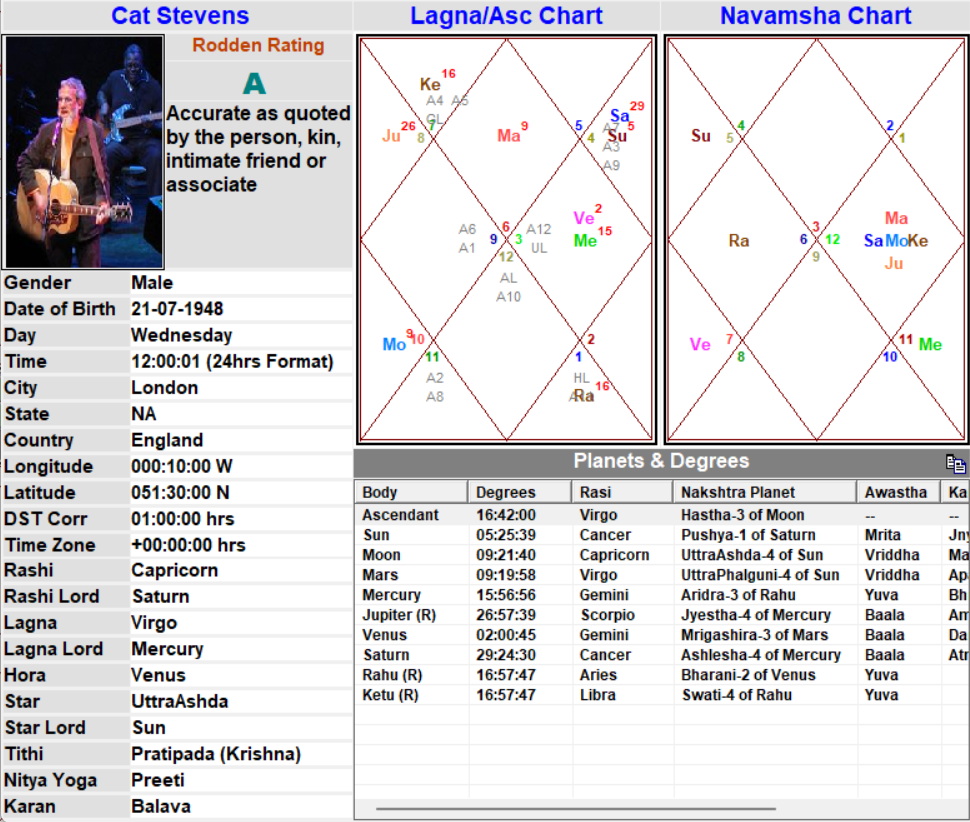 Cat Stevens
Rodden Rating
A
Accurate as quoted
by the person, kin,
intimate friend or
associate
Gender Male
Date of Birth 21-07-1948
Day Wednesday
Time 12:00:01 (24hrs Format)
City London
State NA
Country England
Longitude 000:10:00 W
Latitude 051:30:00 N
DST Corr 01:00:00 hrs
Time Zone +00:00:00 hrs
Rashi Capricorn
Rashi Lord Saturn
Lagna Virgo
Lagna Lord Mercury
Hora Venus
Star UttraAshda
Star Lord Sun
Tithi Pratipada (Krishna)
Nitya Yoga Preeti
Karan Balava
Lagna/Asc Chart
Ke 16
A4 A5
GL
Ju 26 8 7
Ma 9
5 4
Sa 29
A7
Su 5
A3
A9
A6 A1
9 6 3 12
A12
UL
Ve 2
Me 15
AL
A10
Mo 9 10
11
A2
A8
2
1
HL
Ra 16
Navamsha Chart
Su 5 4
2 1
Ra
6 3 12 9
Ma
Sa Mo Ke
Ju
Ve 7
8
11 Me
10
Planets & Degrees
Body Degrees Rasi Nakshtra Planet Awastha Ka
Ascendant 16:42:00 Virgo Hastha-3 of Moon -- --
Sun 05:25:39 Cancer Pushya-1 of Saturn Mrita Jny
Moon 09:21:40 Capricorn UttraAshda-4 of Sun Vriddha Ma
Mars 09:19:58 Virgo UttraPhalguni-4 of Sun Vriddha Ap
Mercury 15:56:56 Gemini Aridra-3 of Rahu Yuva Bh
Jupiter (R) 26:57:39 Scorpio Jyestha-4 of Mercury Baala Am
Venus 02:00:45 Gemini Mrigashira-3 of Mars Baala Da
Saturn 29:24:30 Cancer Ashlesha-4 of Mercury Baala Atr
Rahu (R) 16:57:47 Aries Bharani-2 of Venus Yuva
Ketu (R) 16:57:47 Libra Swati-4 of Rahu Yuva